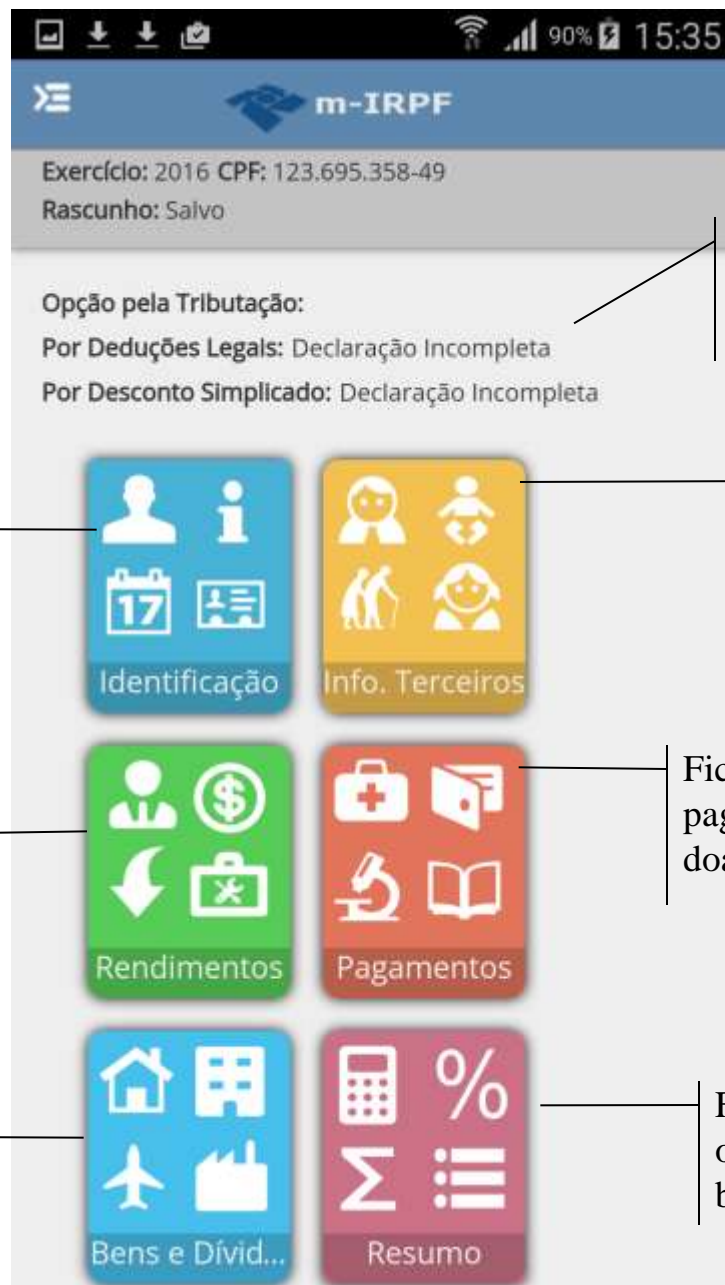 90% 15:35
m-IRPF
Exercício: 2016 CPF: 123.695.358-49
Rascunho: Salvo
Opção pela Tributação:
Por Deduções Legais: Declaração Incompleta
Por Desconto Simplicado: Declaração Incompleta
17
Identificação Info. Terceiros
$
Rendimentos Pagamentos
%
Σ
Bens e Dívid... Resumo